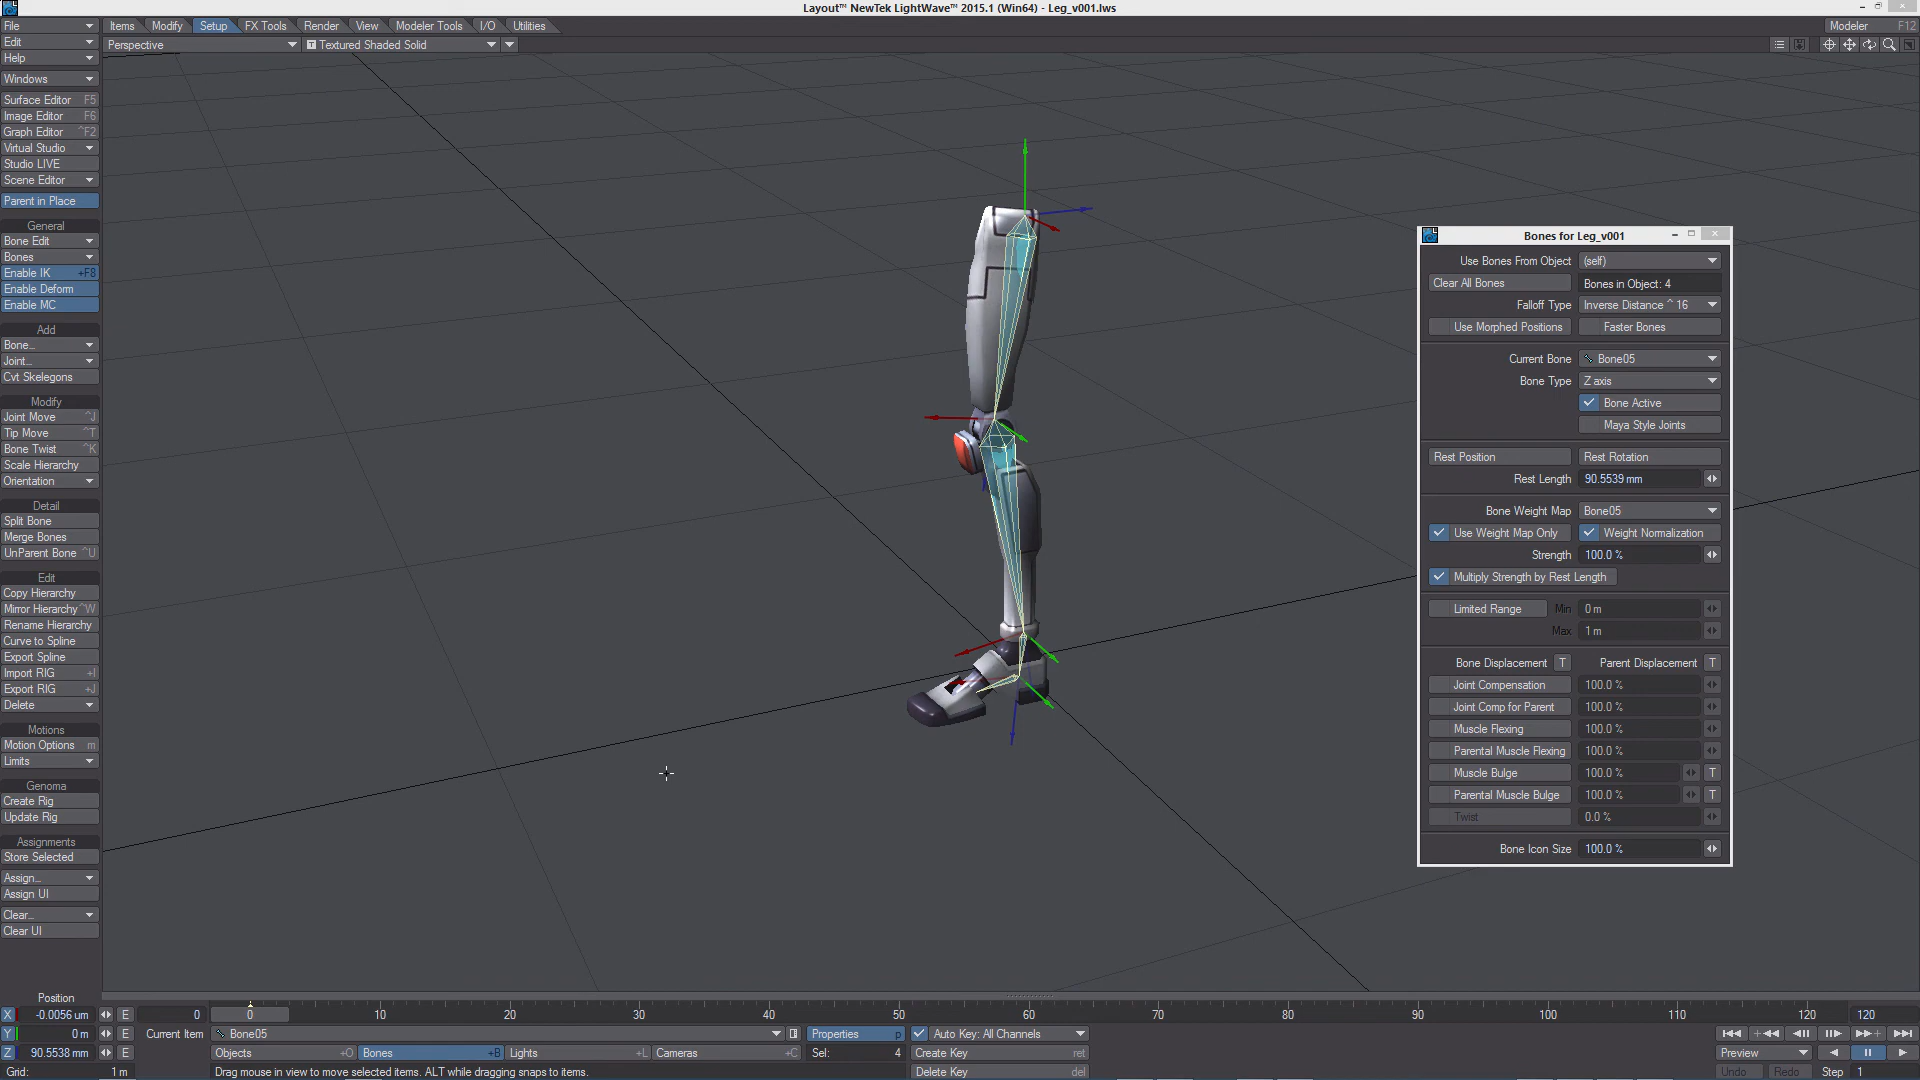 Layout™ NewTek LightWave™ 2015.1 (Win64) - Leg_v001.lws
File
Items
Modify
Setup
FX Tools
Render
View
Modeler Tools
I/O
Utilities
Modeler F12
Edit
Perspective
T Textured Shaded Solid
Help
Windows
Surface Editor F5
Image Editor F6
Graph Editor ^F2
Virtual Studio
Studio LIVE
Scene Editor
Parent in Place
General
Bone Edit
Bones
Enable IK +F8
Enable Deform
Enable MC
Add
Bone...
Joint...
Cvt Skelegons
Modify
Joint Move ^J
Tip Move ^T
Bone Twist ^K
Scale Hierarchy
Orientation
Detail
Split Bone
Merge Bones
UnParent Bone ^U
Edit
Copy Hierarchy
Mirror Hierarchy ^W
Rename Hierarchy
Curve to Spline
Export Spline
Import RIG +I
Export RIG +J
Delete
Motions
Motion Options m
Limits
Genoma
Create Rig
Update Rig
Assignments
Store Selected
Assign...
Assign UI
Clear...
Clear UI
Bones for Leg_v001
Use Bones From Object (self)
Clear All Bones Bones in Object: 4
Falloff Type Inverse Distance ^ 16
Use Morphed Positions Faster Bones
Current Bone Bone05
Bone Type Z axis
Bone Active
Maya Style Joints
Rest Position Rest Rotation
Rest Length 90.5539 mm
Bone Weight Map Bone05
Use Weight Map Only Weight Normalization
Strength 100.0 %
Multiply Strength by Rest Length
Limited Range Min 0 m
Max 1 m
Bone Displacement T Parent Displacement T
Joint Compensation 100.0 %
Joint Comp for Parent 100.0 %
Muscle Flexing 100.0 %
Parental Muscle Flexing 100.0 %
Muscle Bulge 100.0 % T
Parental Muscle Bulge 100.0 % T
Twist 0.0 %
Bone Icon Size 100.0 %
Position
X -0.0056 um E 0 0 10 20 30 40 50 60 70 80 90 100 110 120 120
Y 0 m E Current Item Bone05 Properties p Auto Key: All Channels
Z 90.5538 mm E Objects +O Bones +B Lights +L Cameras +C Sel: 4 Create Key ret Preview
Grid: 1 m Drag mouse in view to move selected items. ALT while dragging snaps to items. Delete Key del Undo Redo Step 1